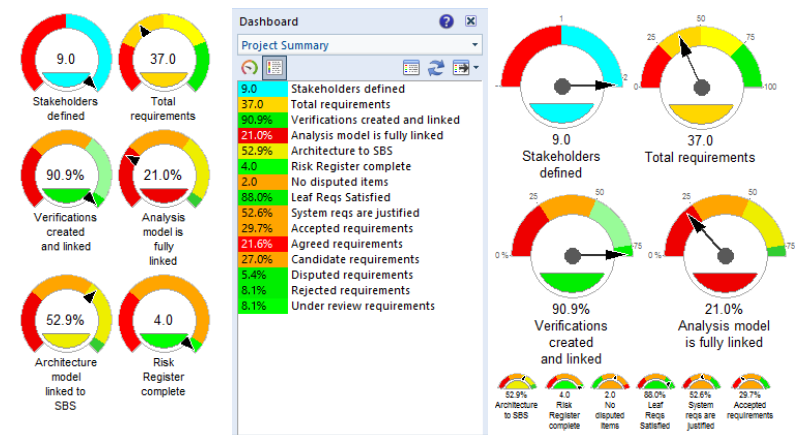 9.0
Stakeholders
defined
37.0
Total
requirements
90.9%
Verifications
created
and linked
21.0%
Analysis
model is
fully
linked
52.9%
Architecture
model
linked to
SBS
4.0
Risk
Register
complete
Dashboard
Project Summary
9.0 Stakeholders defined
37.0 Total requirements
90.9% Verifications created and linked
21.0% Analysis model is fully linked
52.9% Architecture to SBS
4.0 Risk Register complete
2.0 No disputed items
88.0% Leaf Reqs Satisfied
52.6% System reqs are justified
29.7% Accepted requirements
21.6% Agreed requirements
27.0% Candidate requirements
5.4% Disputed requirements
8.1% Rejected requirements
8.1% Under review requirements
1
2
9.0
Stakeholders
defined
25
50
75
100
37.0
Total requirements
0 %
25
50
75
90.9%
Verifications
created
and linked
0 %
25
50
75
21.0%
Analysis model
is fully linked
52.9%
Architecture
to SBS
4.0
Risk
Register
complete
2.0
No
disputed
items
88.0%
Leaf
Reqs
Satisfied
52.6%
System
reqs are
justified
29.7%
Accepted
requirements